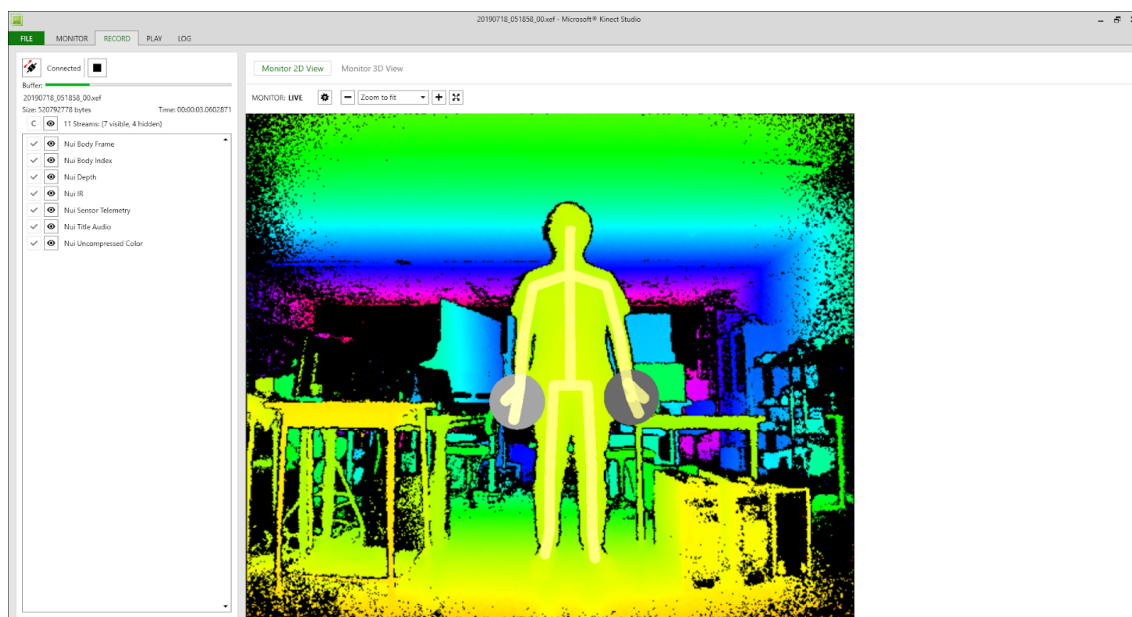 20190718_051858_00.xef - Microsoft® Kinect Studio
FILE MONITOR RECORD PLAY LOG
Connected
Buffer:
20190718_051858_00.xef
Size: 520792778 bytes Time: 00:00:03.0602871
C 11 Streams: (7 visible, 4 hidden)
Nui Body Frame
Nui Body Index
Nui Depth
Nui IR
Nui Sensor Telemetry
Nui Title Audio
Nui Uncompressed Color
Monitor 2D View Monitor 3D View
MONITOR: LIVE Zoom to fit